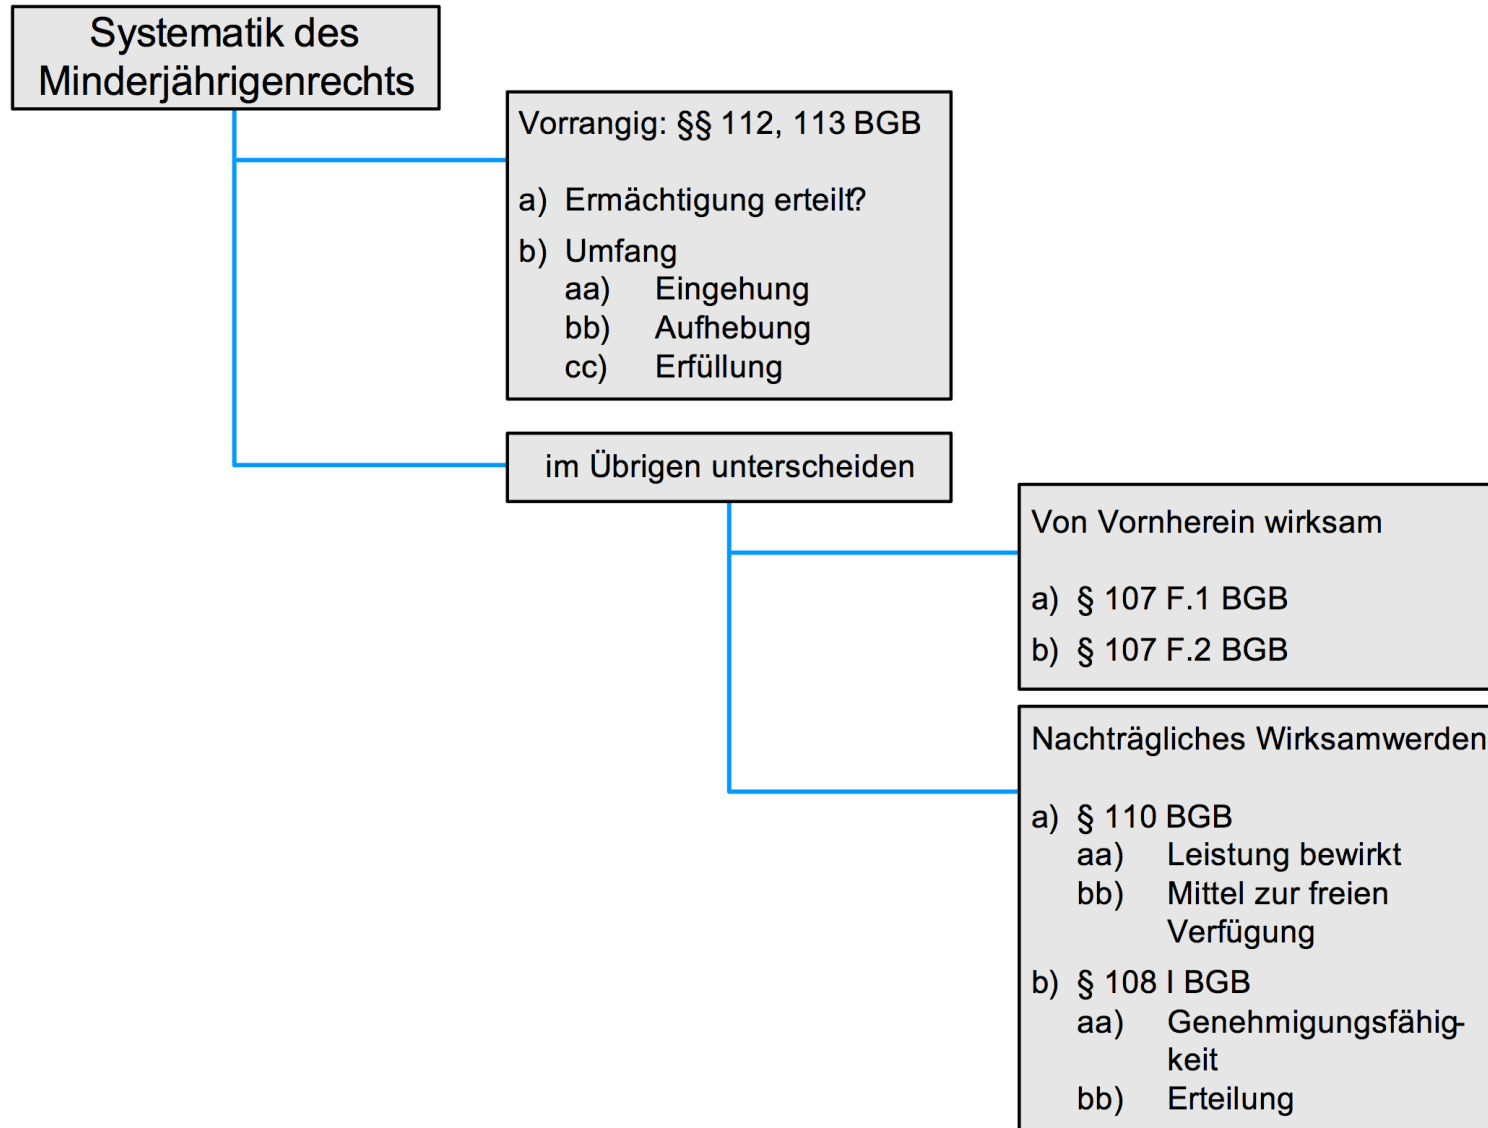 Systematik des
Minderjährigenrechts
Vorrangig: §§ 112, 113 BGB
a) Ermächtigung erteilt?
b) Umfang
aa) Eingehung
bb) Aufhebung
cc) Erfüllung
im Übrigen unterscheiden
Von Vornherein wirksam
a) § 107 F.1 BGB
b) § 107 F.2 BGB
Nachträgliches Wirksamwerden
a) § 110 BGB
aa) Leistung bewirkt
bb) Mittel zur freien
Verfügung
b) § 108 I BGB
aa) Genehmigungsfähig-
keit
bb) Erteilung